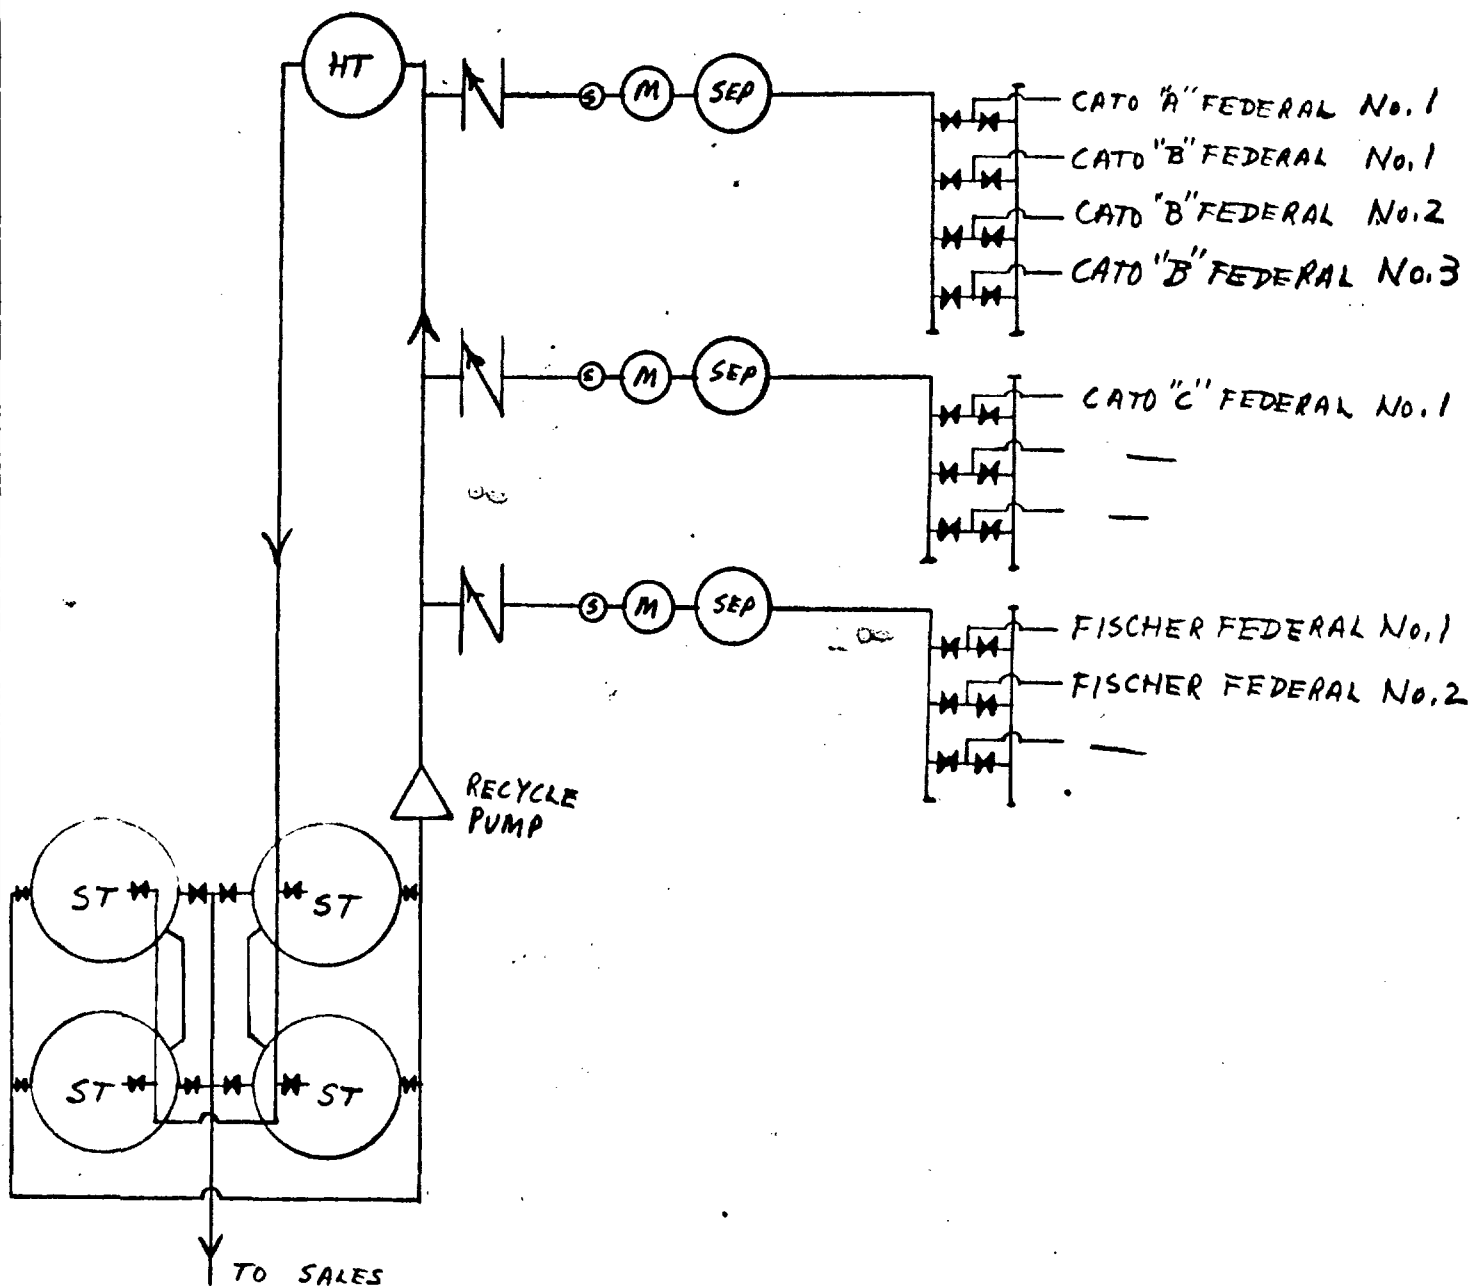 HT
S M SEP
CATO "A" FEDERAL No. 1
CATO "B" FEDERAL No. 1
CATO "B" FEDERAL No. 2
CATO "B" FEDERAL No. 3
S M SEP
CATO "C" FEDERAL No. 1
S M SEP
FISCHER FEDERAL No. 1
FISCHER FEDERAL No. 2
RECYCLE
PUMP
ST ST
ST ST
TO SALES